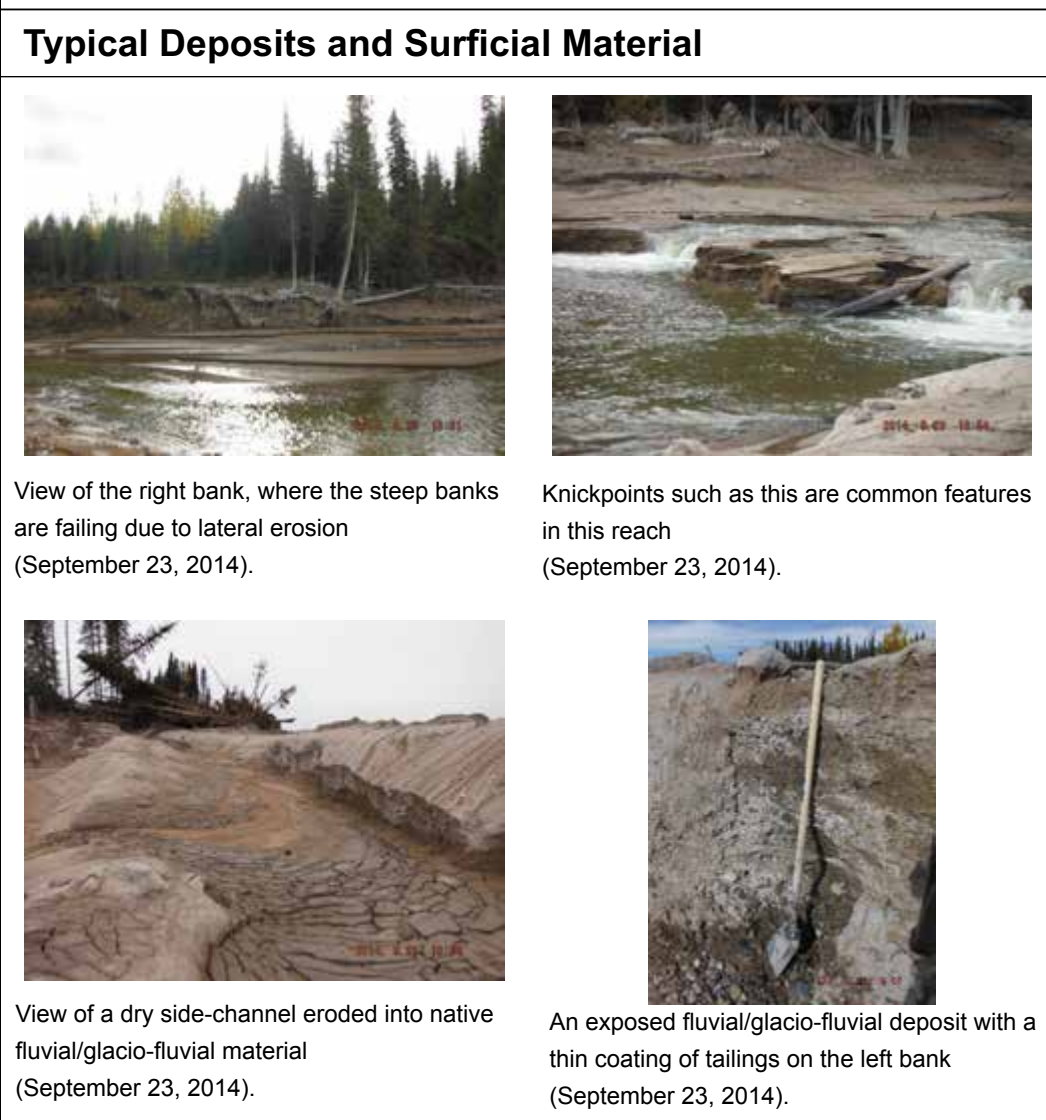 Typical Deposits and Surficial Material
View of the right bank, where the steep banks
are failing due to lateral erosion
(September 23, 2014).
Knickpoints such as this are common features
in this reach
(September 23, 2014).
View of a dry side-channel eroded into native
fluvial/glacio-fluvial material
(September 23, 2014).
An exposed fluvial/glacio-fluvial deposit with a
thin coating of tailings on the left bank
(September 23, 2014).